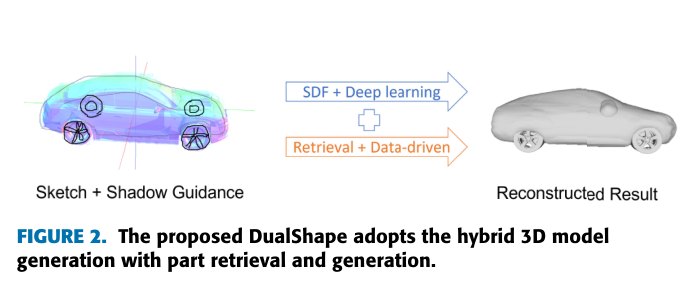 SDF + Deep learning
Retrieval + Data-driven
Sketch + Shadow Guidance
Reconstructed Result
FIGURE 2. The proposed DualShape adopts the hybrid 3D model
generation with part retrieval and generation.